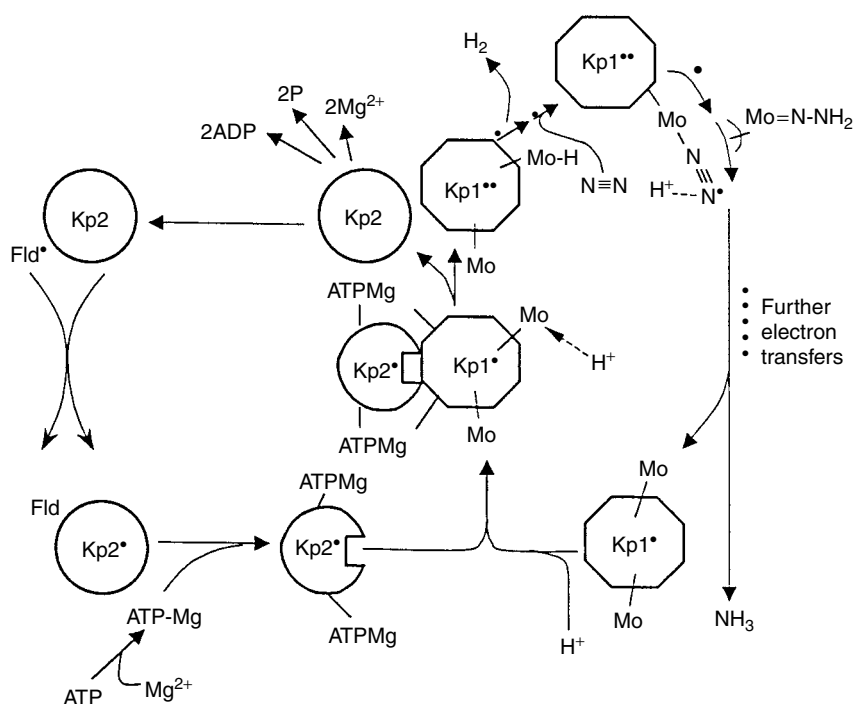 H₂
Kp1••
2P
2Mg²⁺
2ADP
Mo
Mo=N-NH₂
N
N≡N
H⁺
N•
Mo-H
Kp1••
Kp2
Kp2
Mo
Fld•
ATPMg
Mo
H⁺
Kp2•
Kp1•
ATPMg
Mo
Further
electron
transfers
Mo
ATPMg
Fld
Kp2•
Kp2•
Kp1•
ATP-Mg
ATPMg
Mo
H⁺
NH₃
ATP
Mg²⁺